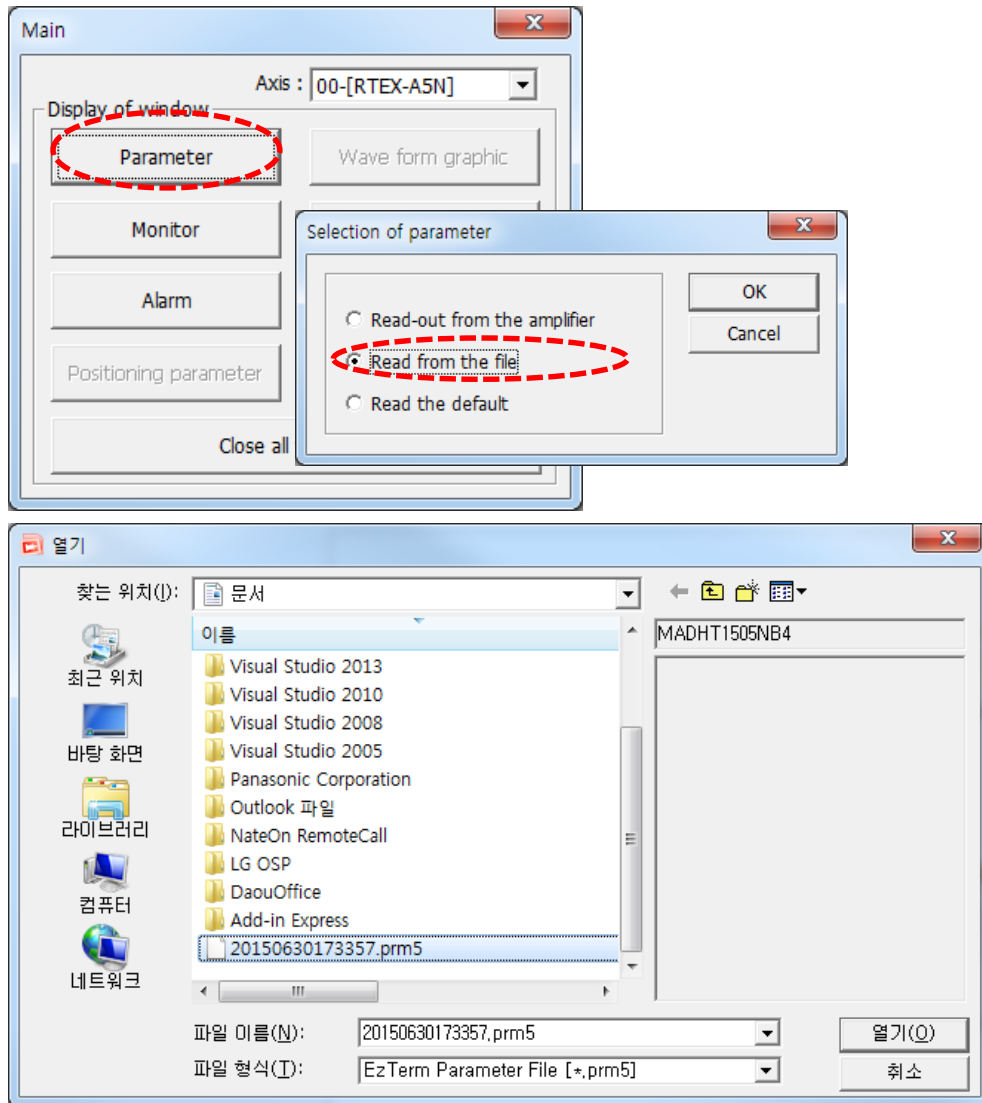 Main
Axis : 00-[RTEX-A5N]
Display of window
Parameter
Wave form graphic
Monitor
Alarm
Positioning parameter
Close all
Selection of parameter
Read-out from the amplifier
Read from the file
Read the default
OK
Cancel
열기
찾는 위치(I): 문서
최근 위치
바탕 화면
라이브러리
컴퓨터
네트워크
이름
Visual Studio 2013
Visual Studio 2010
Visual Studio 2008
Visual Studio 2005
Panasonic Corporation
Outlook 파일
NateOn RemoteCall
LG OSP
DaouOffice
Add-in Express
20150630173357.prm5
MADHT1505NB4
파일 이름(N): 20150630173357.prm5 열기(O)
파일 형식(T): EzTerm Parameter File [*.prm5] 취소